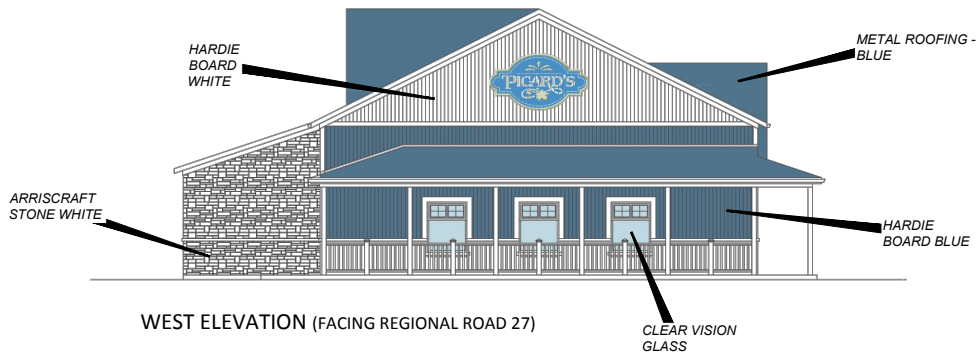 METAL ROOFING -
BLUE
HARDIE
BOARD
WHITE
PICARD'S
ARRISCRAFT
STONE WHITE
HARDIE
BOARD BLUE
WEST ELEVATION (FACING REGIONAL ROAD 27)
CLEAR VISION
GLASS